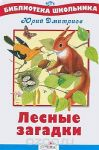 БИБЛИОТЕКА ШКОЛЬНИКА
Юрий Дмитриев
Лесные
загадки